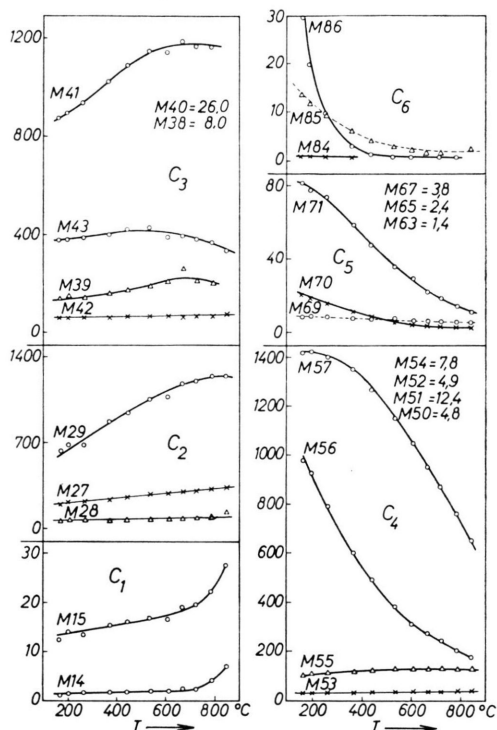 1200
M41
M40=26,0
M38= 8,0
800
C3
M43
400
M39
M42
0
1400
M29
C2
700
M27
M28
0
30
C1
20
M15
10
M14
0
200 400 600 800 °C
T
30
M86
20
C6
M85
10
M84
0
80
M71
M67 = 3,8
M65 = 2,4
M63 = 1,4
C5
40
M70
M69
0
1400
M57
M54=7,8
M52 = 4,9
M51 = 12,4
M50=4,8
1200
M56
1000
C4
800
600
400
200
M55
M53
0
200 400 600 800 °C
T